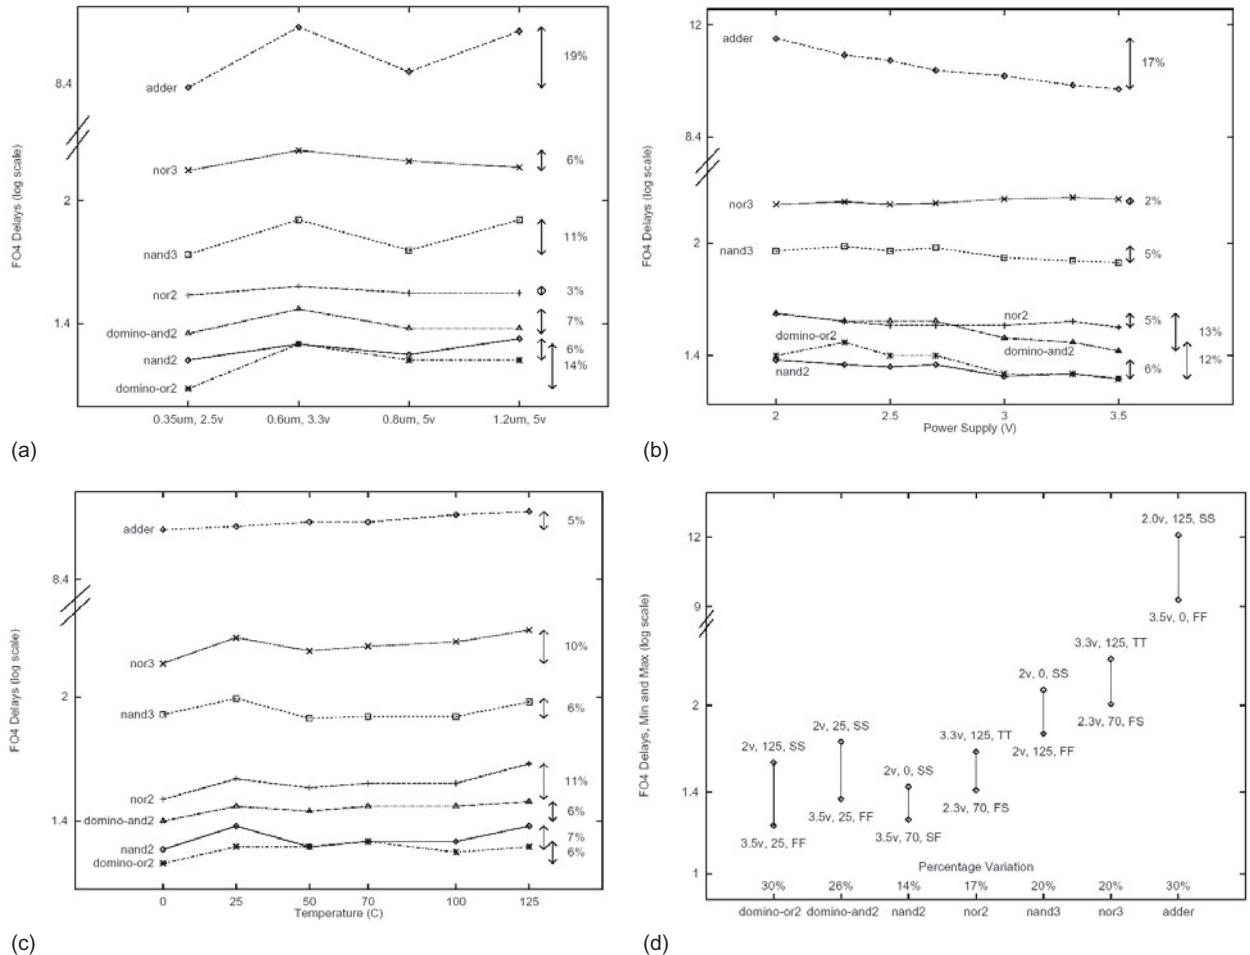 adder
8.4
19%
nor3
6%
2
nand3
11%
nor2
3%
domino-and2
1.4
7%
nand2
6%
14%
domino-or2
0.35um, 2.5v
0.6um, 3.3v
0.8um, 5v
1.2um, 5v
FO4 Delays (log scale)
(a)
12
adder
17%
8.4
nor3
2%
2
nand3
5%
nor2
5%
13%
domino-or2
domino-and2
1.4
12%
nand2
6%
2
2.5
3
3.5
Power Supply (V)
FO4 Delays (log scale)
(b)
adder
5%
8.4
nor3
10%
2
nand3
6%
nor2
11%
domino-and2
6%
1.4
7%
nand2
6%
domino-or2
0
25
50
70
100
125
Temperature (C)
FO4 Delays (log scale)
(c)
2.0v, 125, SS
12
9
3.5v, 0, FF
3.3v, 125, TT
2v, 0, SS
2
2.3v, 70, FS
2v, 25, SS
3.3v, 125, TT
2v, 125, SS
2v, 0, SS
2v, 125, FF
1.4
2.3v, 70, FS
3.5v, 25, FF
3.5v, 25, FF
3.5v, 70, SF
Percentage Variation
1
30%
26%
14%
17%
20%
20%
30%
domino-or2
domino-and2
nand2
nor2
nand3
nor3
adder
FO4 Delays, Min and Max (log scale)
(d)